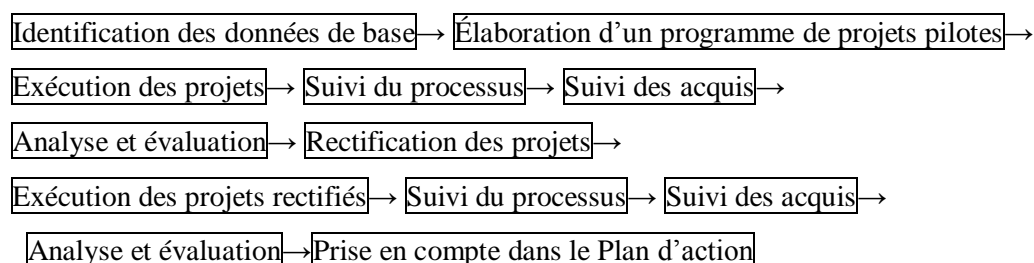 Identification des données de base→ Élaboration d’un programme de projets pilotes→
Exécution des projets→ Suivi du processus→ Suivi des acquis→
Analyse et évaluation→ Rectification des projets→
Exécution des projets rectifiés→ Suivi du processus→ Suivi des acquis→
Analyse et évaluation→Prise en compte dans le Plan d’action